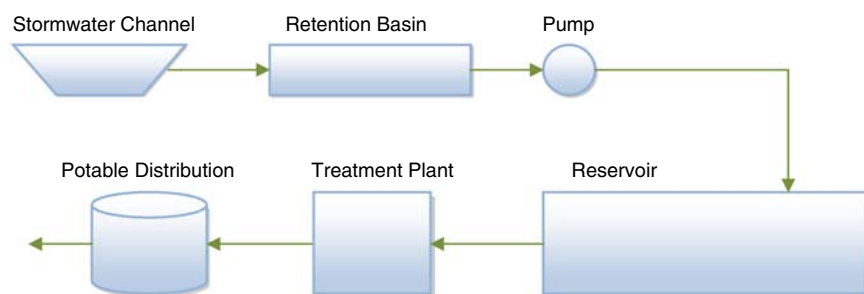 Stormwater Channel
Retention Basin
Pump
Potable Distribution
Treatment Plant
Reservoir